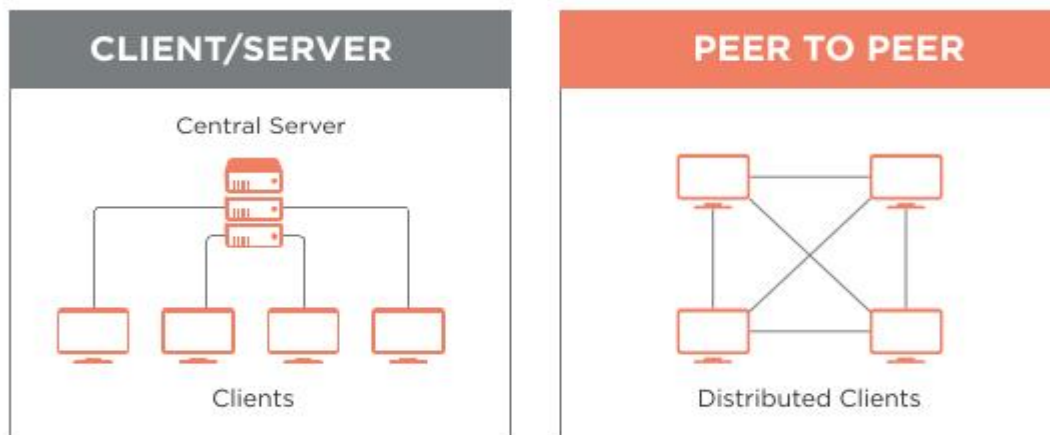 CLIENT/SERVER
Central Server
Clients
PEER TO PEER
Distributed Clients